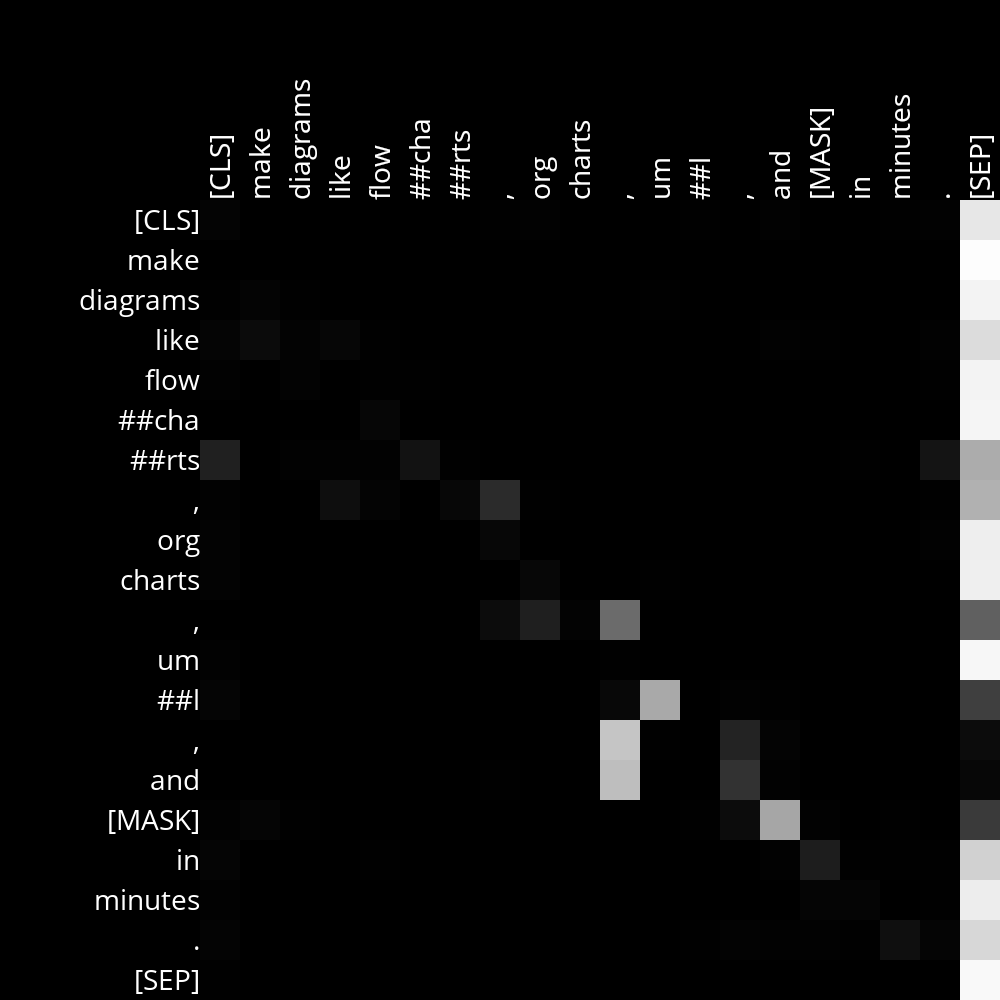 [CLS] make diagrams like flow ##cha ##rts , org charts , um ##l , and [MASK] in minutes . [SEP]
[CLS]
make
diagrams
like
flow
##cha
##rts
,
org
charts
,
um
##l
,
and
[MASK]
in
minutes
.
[SEP]